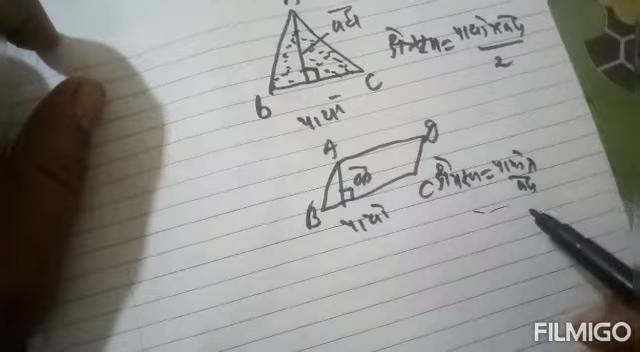 A
વેધ
B
C
પાયો
ક્ષેત્રફળ = પાયો × વેધ
2
A
D
વેધ
B
C
પાયો
ક્ષેત્રફળ = પાયો ×
વેધ
FILMIGO